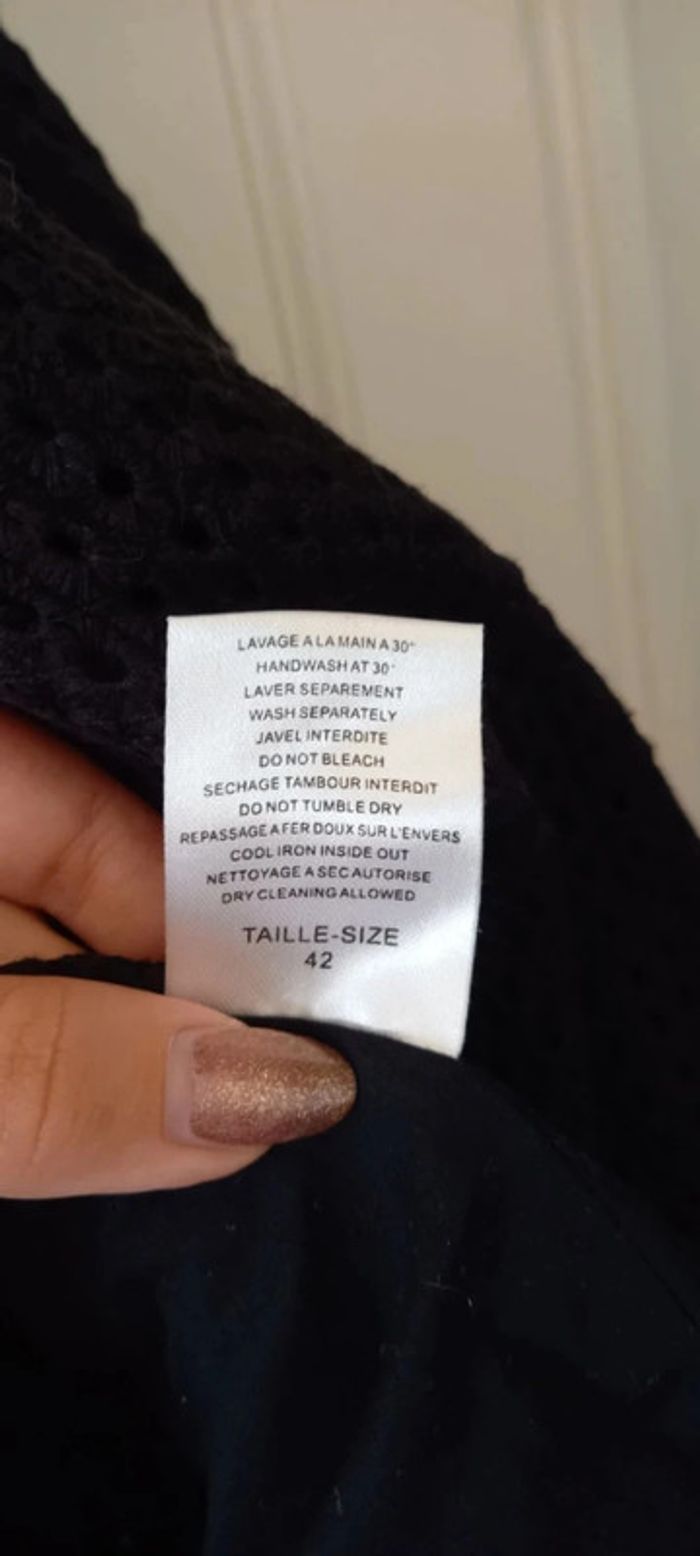 LAVAGE A LA MAIN A 30°
HANDWASH AT 30°
LAVER SEPAREMENT
WASH SEPARATELY
JAVEL INTERDITE
DO NOT BLEACH
SECHAGE TAMBOUR INTERDIT
DO NOT TUMBLE DRY
REPASSAGE A FER DOUX SUR L'ENVERS
COOL IRON INSIDE OUT
NETTOYAGE A SEC AUTORISE
DRY CLEANING ALLOWED
TAILLE-SIZE
42